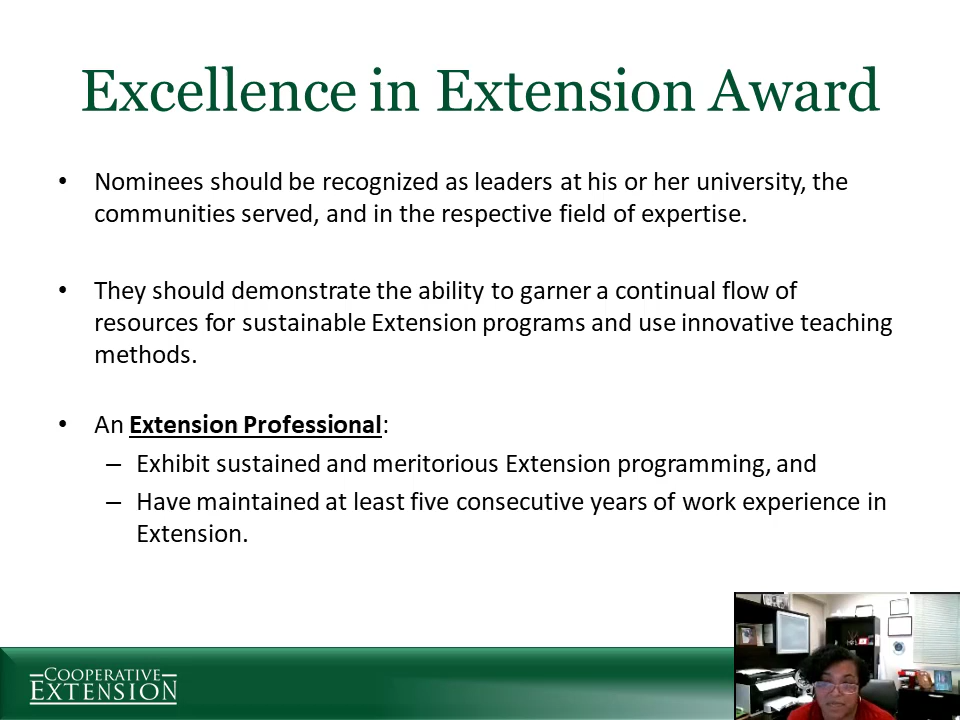 Excellence in Extension Award
• Nominees should be recognized as leaders at his or her university, the
communities served, and in the respective field of expertise.
• They should demonstrate the ability to garner a continual flow of
resources for sustainable Extension programs and use innovative teaching
methods.
• An Extension Professional:
– Exhibit sustained and meritorious Extension programming, and
– Have maintained at least five consecutive years of work experience in
Extension.
COOPERATIVE
EXTENSION